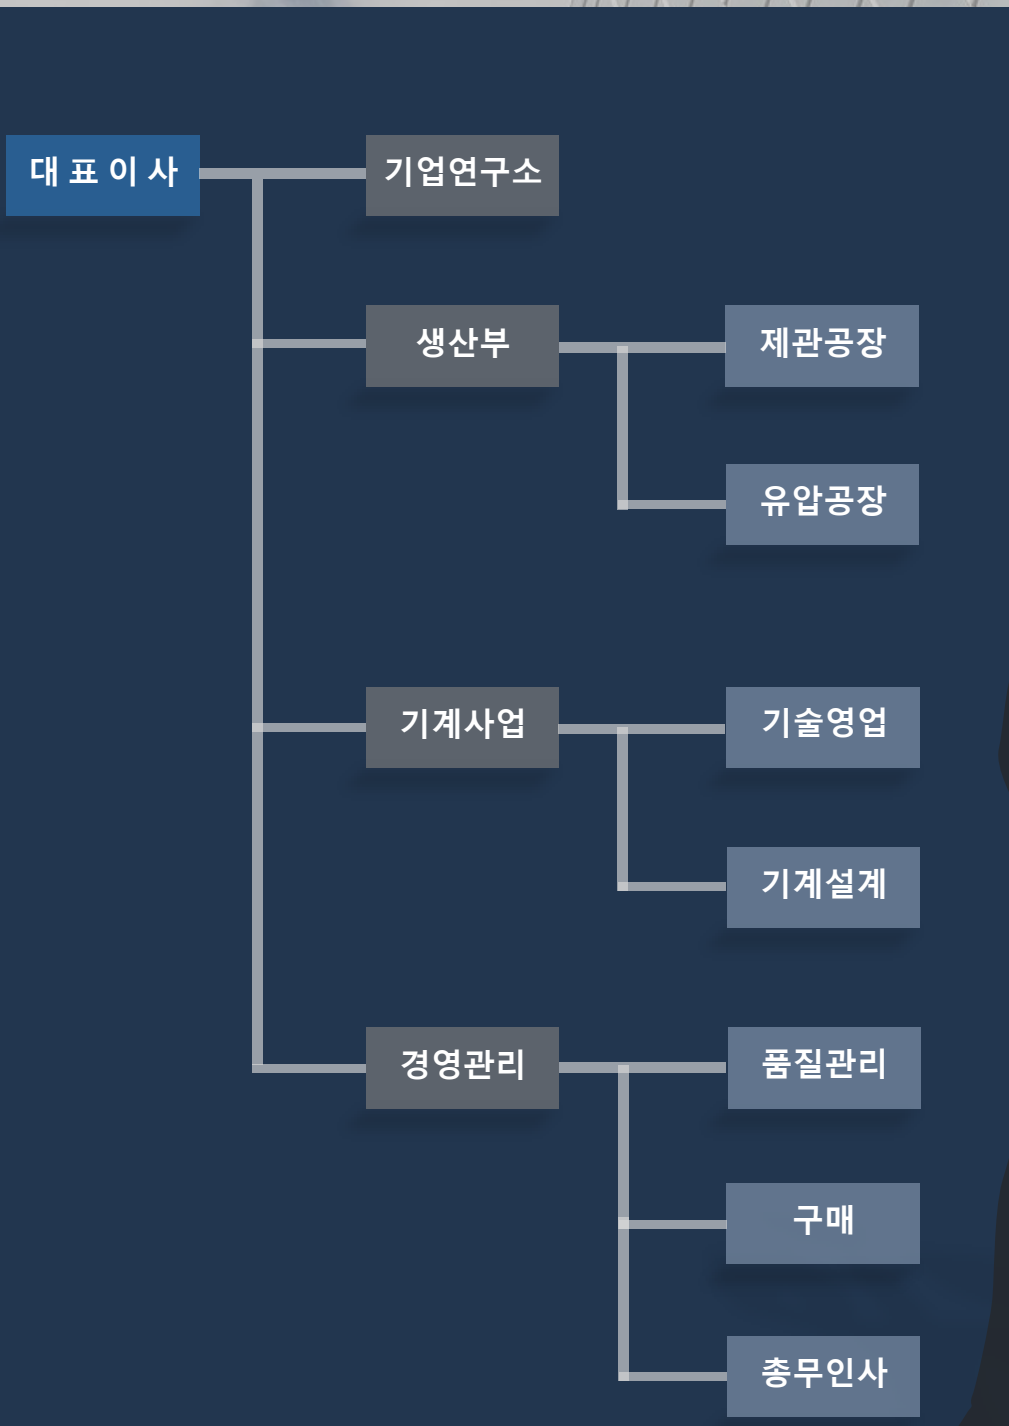 대표이사
기업연구소
생산부
제관공장
유압공장
기계사업
기술영업
기계설계
경영관리
품질관리
구매
총무인사